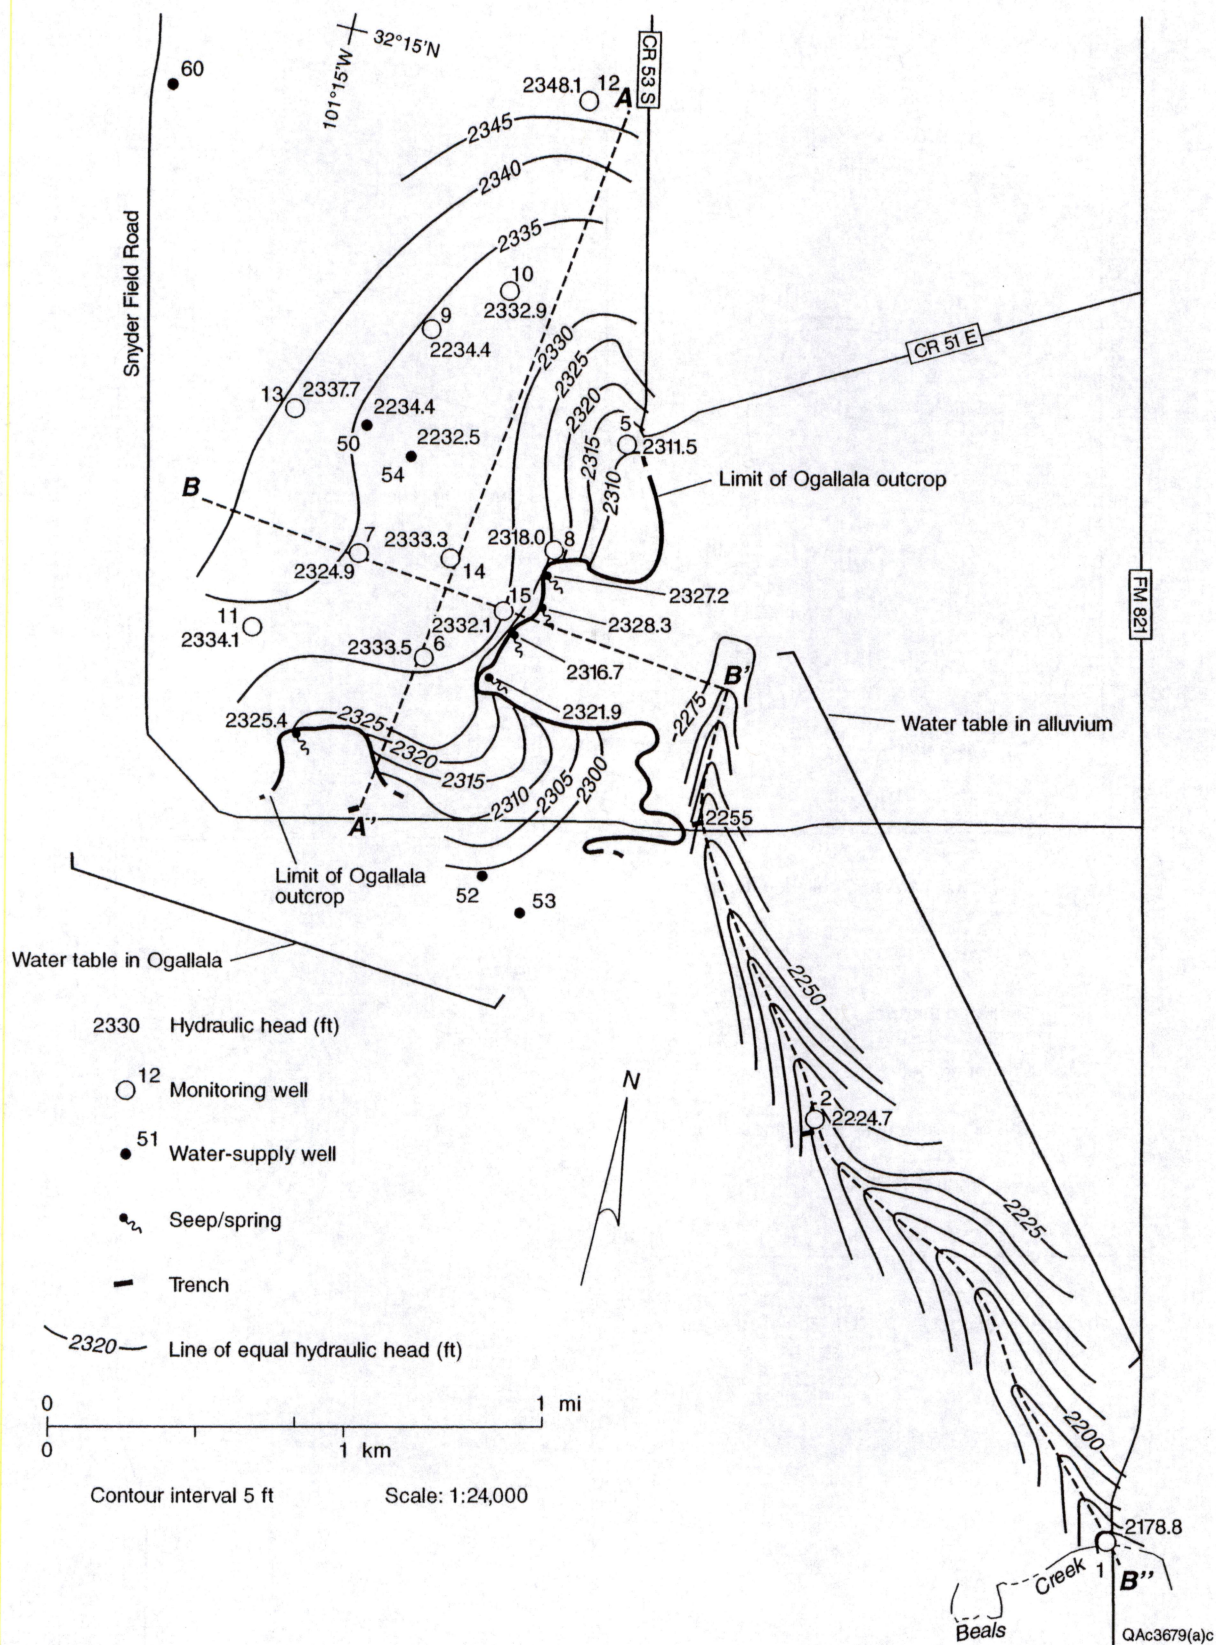 32°15'N
101°15'W
60
2348.1
12
A
CR 53 S
2345
2340
Snyder Field Road
2335
10
2332.9
9
2234.4
2330
CR 51 E
2325
13
2337.7
2320
2234.4
50
5
2311.5
2232.5
54
2315
2310
Limit of Ogallala outcrop
B
7
2333.3
2318.0
8
2324.9
14
FM 821
2327.2
15
11
2332.1
2328.3
2334.1
2333.5
6
2316.7
B'
2321.9
2275
Water table in alluvium
2325.4
2325
2320
2315
2310
2305
2300
2255
A'
Limit of Ogallala
outcrop
52
53
Water table in Ogallala
2250
2330 Hydraulic head (ft)
12 Monitoring well
N
2
2224.7
51 Water-supply well
Seep/spring
2225
Trench
2320 Line of equal hydraulic head (ft)
0 1 mi
0 1 km
2200
Contour interval 5 ft Scale: 1:24,000
2178.8
Creek
1
B''
Beals
QAc3679(a)c